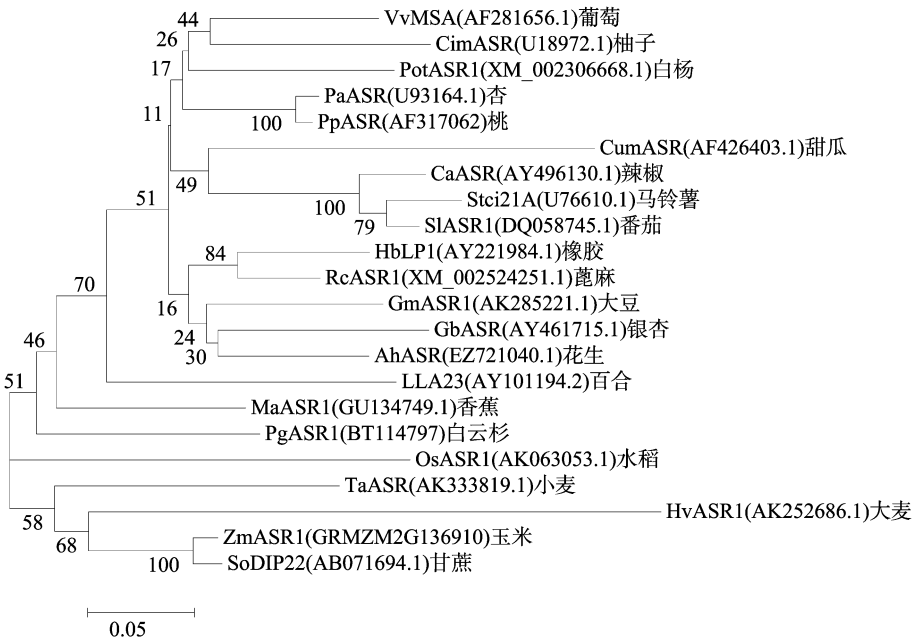 44
VvMSA(AF281656.1)葡萄
26
CimASR(U18972.1)柚子
17
PotASR1(XM_002306668.1)白杨
PaASR(U93164.1)杏
11
100
PpASR(AF317062)桃
CumASR(AF426403.1)甜瓜
49
CaASR(AY496130.1)辣椒
51
100
Stci21A(U76610.1)马铃薯
79
SlASR1(DQ058745.1)番茄
84
HbLP1(AY221984.1)橡胶
RcASR1(XM_002524251.1)蓖麻
70
16
GmASR1(AK285221.1)大豆
24
GbASR(AY461715.1)银杏
30
AhASR(EZ721040.1)花生
46
LLA23(AY101194.2)百合
51
MaASR1(GU134749.1)香蕉
PgASR1(BT114797)白云杉
OsASR1(AK063053.1)水稻
TaASR(AK333819.1)小麦
58
HvASR1(AK252686.1)大麦
68
ZmASR1(GRMZM2G136910)玉米
100
SoDIP22(AB071694.1)甘蔗
0.05